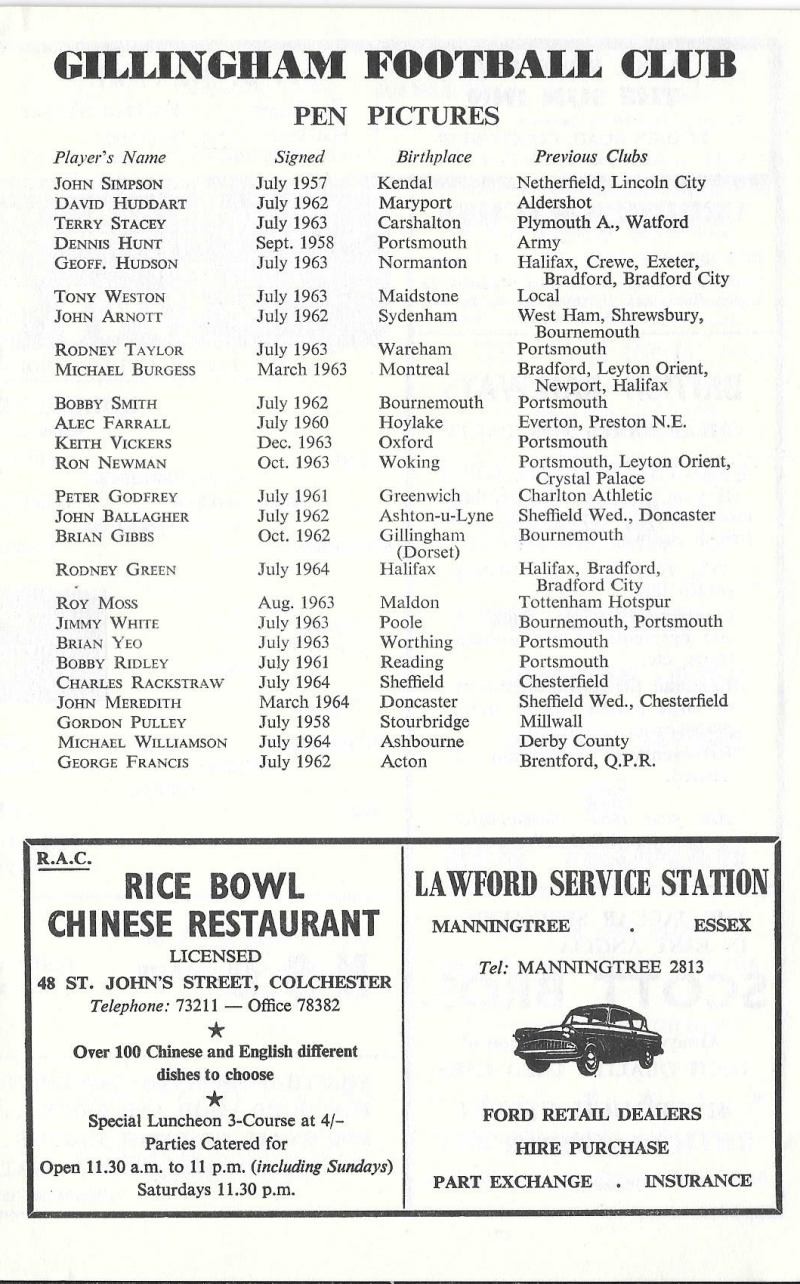 GILLINGHAM FOOTBALL CLUB
PEN PICTURES
Player's Name Signed Birthplace Previous Clubs
JOHN SIMPSON July 1957 Kendal Netherfield, Lincoln City
DAVID HUDDART July 1962 Maryport Aldershot
TERRY STACEY July 1963 Carshalton Plymouth A., Watford
DENNIS HUNT Sept. 1958 Portsmouth Army
GEOFF. HUDSON July 1963 Normanton Halifax, Crewe, Exeter,
Bradford, Bradford City
TONY WESTON July 1963 Maidstone Local
JOHN ARNOTT July 1962 Sydenham West Ham, Shrewsbury,
Bournemouth
RODNEY TAYLOR July 1963 Wareham Portsmouth
MICHAEL BURGESS March 1963 Montreal Bradford, Leyton Orient,
Newport, Halifax
BOBBY SMITH July 1962 Bournemouth Portsmouth
ALEC FARRALL July 1960 Hoylake Everton, Preston N.E.
KEITH VICKERS Dec. 1963 Oxford Portsmouth
RON NEWMAN Oct. 1963 Woking Portsmouth, Leyton Orient,
Crystal Palace
PETER GODFREY July 1961 Greenwich Charlton Athletic
JOHN BALLAGHER July 1962 Ashton-u-Lyne Sheffield Wed., Doncaster
BRIAN GIBBS Oct. 1962 Gillingham Bournemouth
(Dorset)
RODNEY GREEN July 1964 Halifax Halifax, Bradford,
Bradford City
ROY MOSS Aug. 1963 Maldon Tottenham Hotspur
JIMMY WHITE July 1963 Poole Bournemouth, Portsmouth
BRIAN YEO July 1963 Worthing Portsmouth
BOBBY RIDLEY July 1961 Reading Portsmouth
CHARLES RACKSTRAW July 1964 Sheffield Chesterfield
JOHN MEREDITH March 1964 Doncaster Sheffield Wed., Chesterfield
GORDON PULLEY July 1958 Stourbridge Millwall
MICHAEL WILLIAMSON July 1964 Ashbourne Derby County
GEORGE FRANCIS July 1962 Acton Brentford, Q.P.R.
R.A.C.
RICE BOWL
CHINESE RESTAURANT
LICENSED
48 ST. JOHN'S STREET, COLCHESTER
Telephone: 73211 — Office 78382
★
Over 100 Chinese and English different
dishes to choose
★
Special Luncheon 3-Course at 4/–
Parties Catered for
Open 11.30 a.m. to 11 p.m. (including Sundays)
Saturdays 11.30 p.m.
LAWFORD SERVICE STATION
MANNINGTREE . ESSEX
Tel: MANNINGTREE 2813
FORD RETAIL DEALERS
HIRE PURCHASE
PART EXCHANGE . INSURANCE